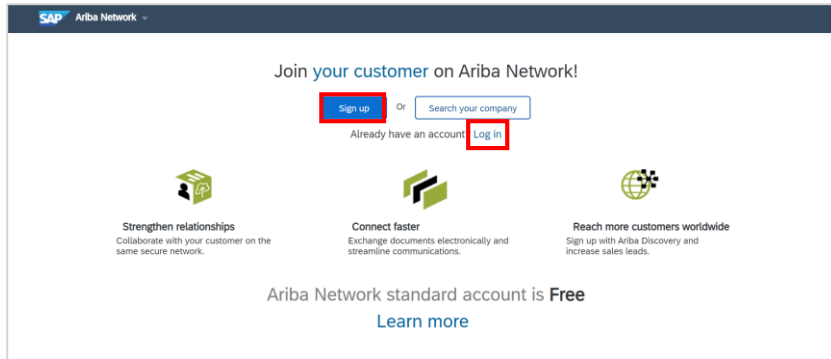 SAP Ariba Network
Join your customer on Ariba Network!
Sign up Or Search your company
Already have an account Log in
Strengthen relationships
Collaborate with your customer on the
same secure network.
Connect faster
Exchange documents electronically and
streamline communications.
Reach more customers worldwide
Sign up with Ariba Discovery and
increase sales leads.
Ariba Network standard account is Free
Learn more